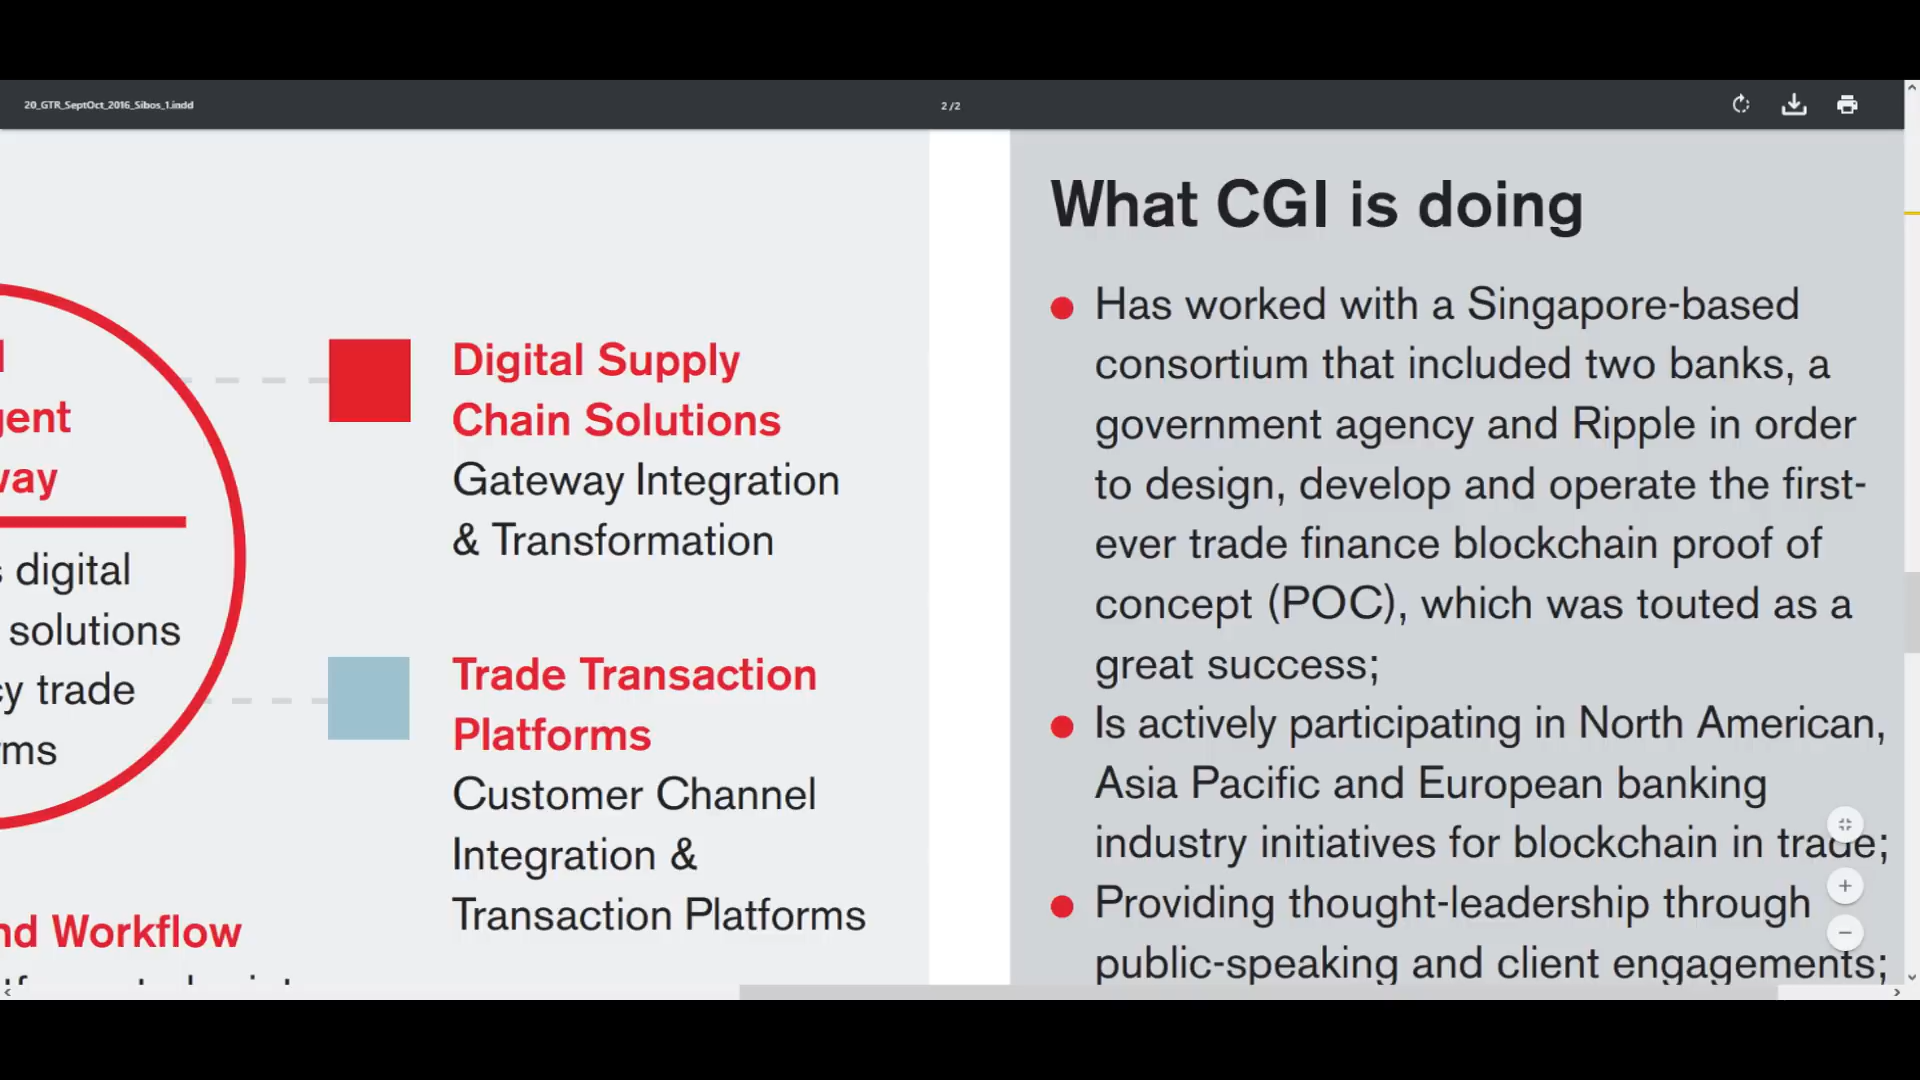 20_GTR_SeptOct_2016_Sibos_1.indd
2 / 2
gent
way
s digital
solutions
cy trade
rms
nd Workflow
Digital Supply
Chain Solutions
Gateway Integration
& Transformation
Trade Transaction
Platforms
Customer Channel
Integration &
Transaction Platforms
What CGI is doing
Has worked with a Singapore-based
consortium that included two banks, a
government agency and Ripple in order
to design, develop and operate the first-
ever trade finance blockchain proof of
concept (POC), which was touted as a
great success;
Is actively participating in North American,
Asia Pacific and European banking
industry initiatives for blockchain in trade;
Providing thought-leadership through
public-speaking and client engagements;